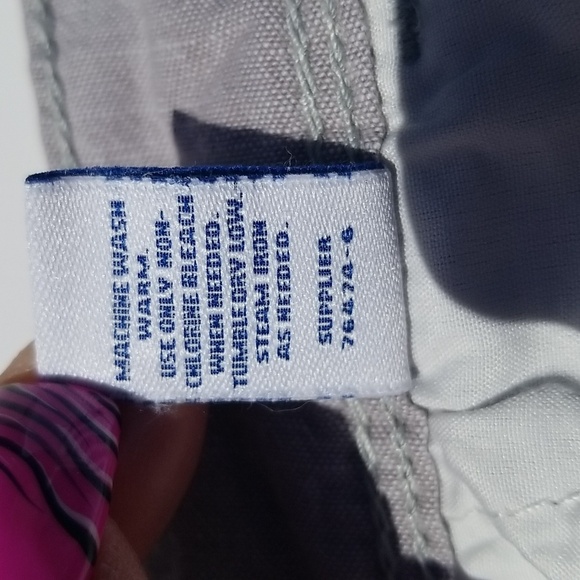 MACHINE WASH
WARM.
USE ONLY NON-
CHLORINE BLEACH
WHEN NEEDED.
TUMBLE DRY LOW.
STEAM IRON
AS NEEDED.
SUPPLIER
76474-6